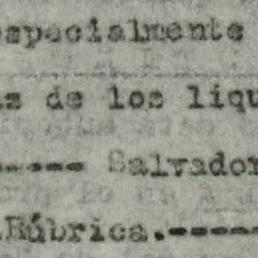 especialmente
s de los liqu
----- Salvador
.Rúbrica.------